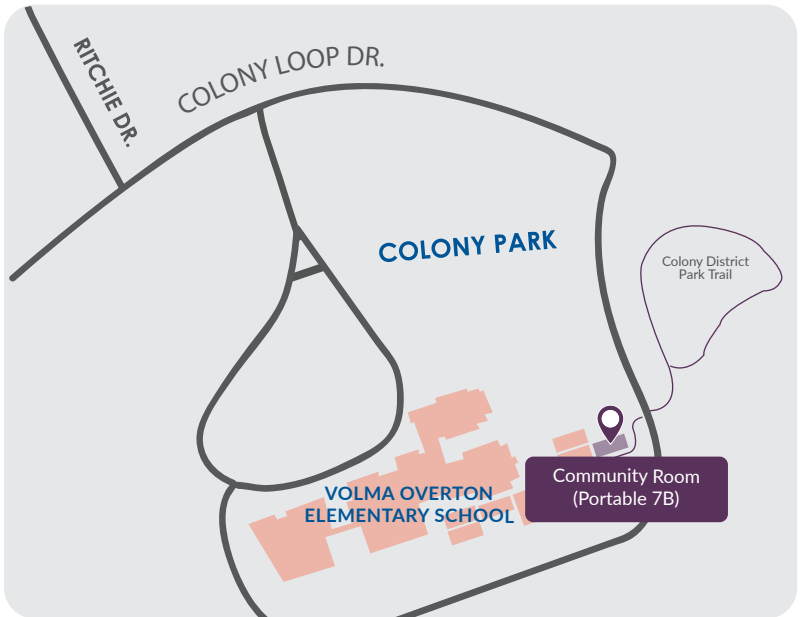 RITCHIE DR.
COLONY LOOP DR.
COLONY PARK
Colony District
Park Trail
Community Room
(Portable 7B)
VOLMA OVERTON
ELEMENTARY SCHOOL